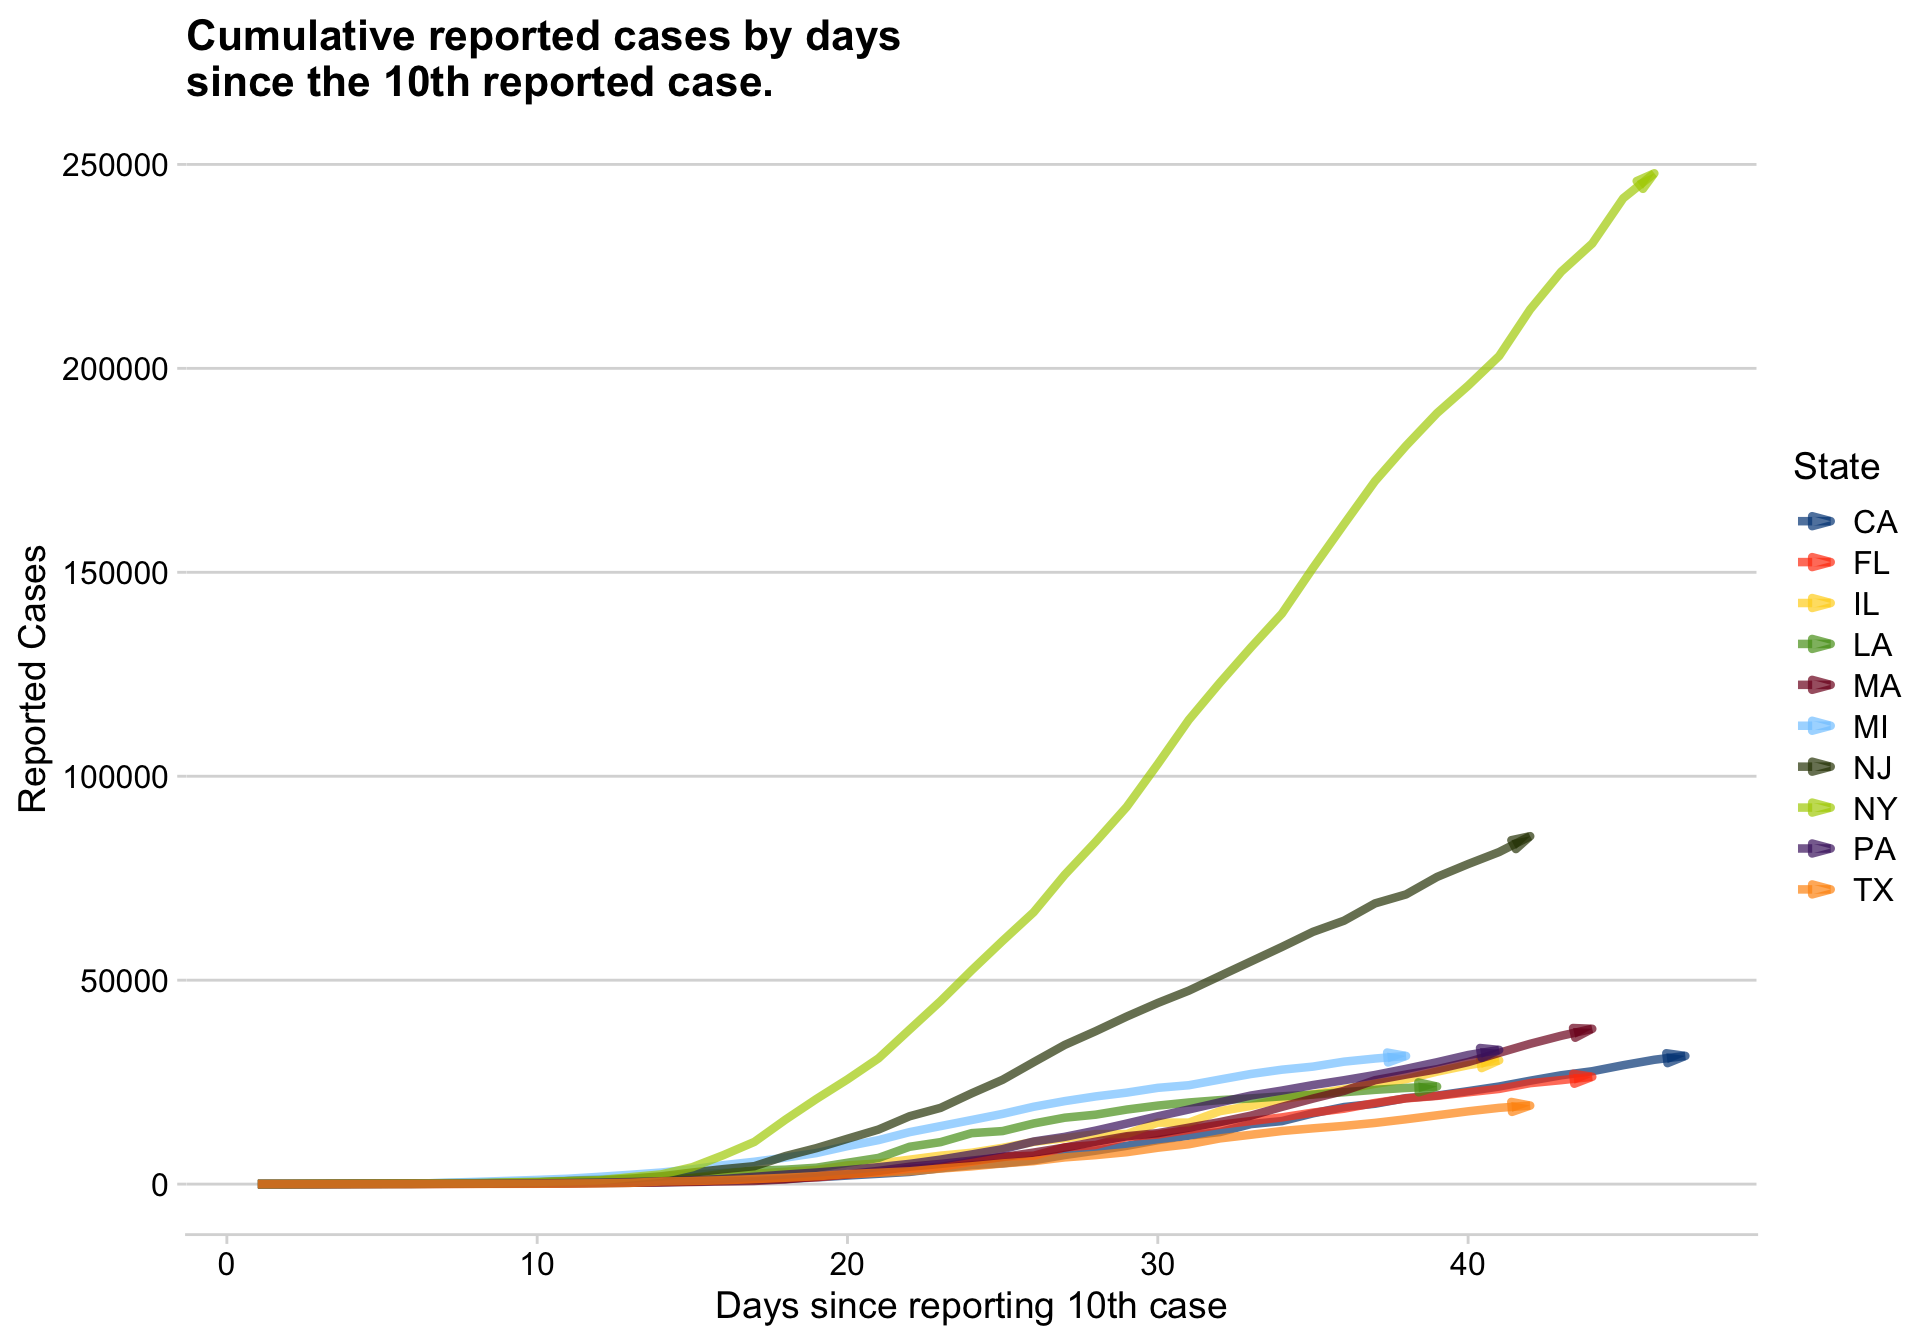 Cumulative reported cases by days
since the 10th reported case.
250000
200000
150000
100000
50000
0
Reported Cases
0 10 20 30 40
Days since reporting 10th case
State
CA
FL
IL
LA
MA
MI
NJ
NY
PA
TX